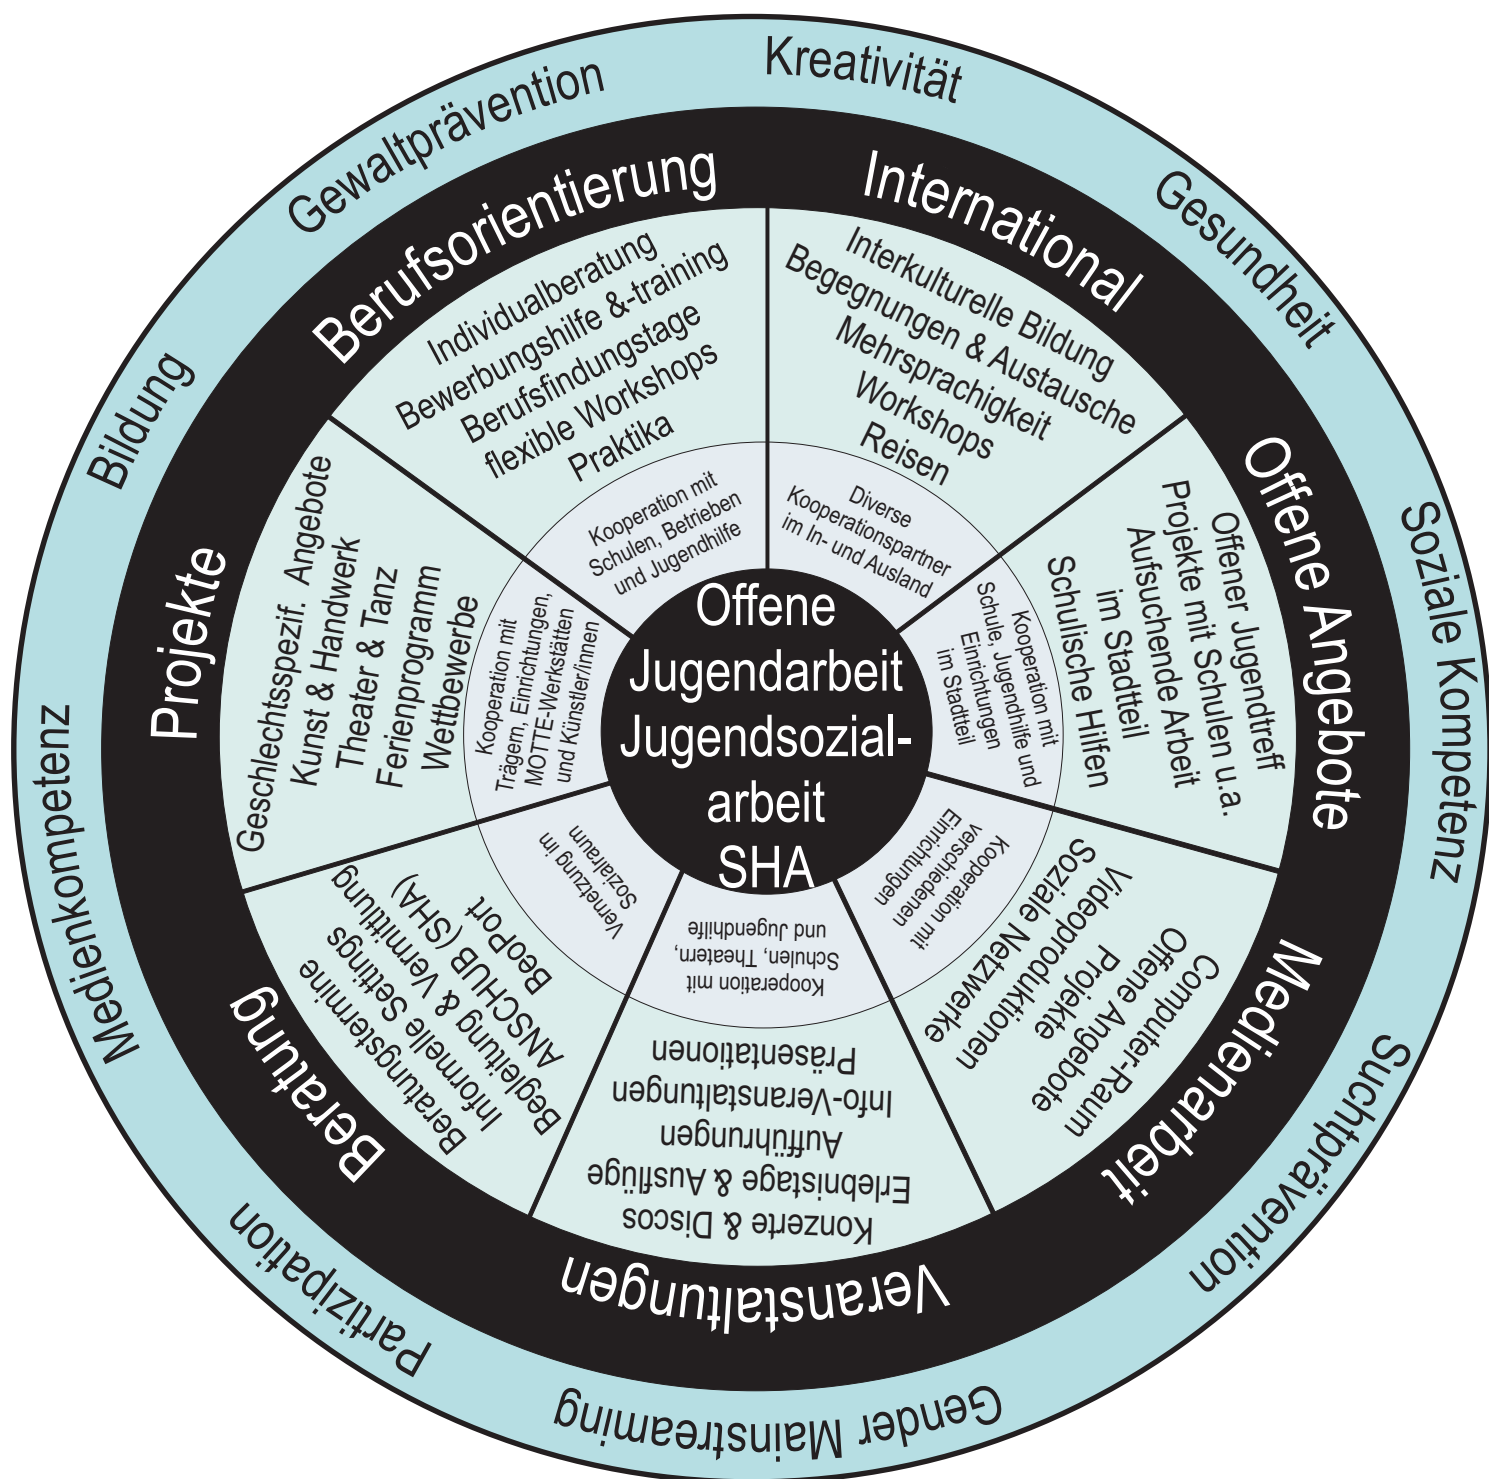 Kreativität
Gesundheit
Soziale Kompetenz
Suchtprävention
Gender Mainstreaming
Partizipation
Medienkompetenz
Bildung
Gewaltprävention
International
Interkulturelle Bildung
Begegnungen & Austausche
Mehrsprachigkeit
Workshops
Reisen
Diverse
Kooperationspartner
im In- und Ausland
Offene Angebote
Offener Jugendtreff
Projekte mit Schulen u.a.
Aufsuchende Arbeit
im Stadtteil
Schulische Hilfen
Kooperation mit
Schule, Jugendhilfe und
Einrichtungen
im Stadtteil
Medienarbeit
Computer-Raum
Offene Angebote
Projekte
Videoproduktionen
Soziale Netzwerke
Kooperation mit
verschiedenen
Einrichtungen
Veranstaltungen
Konzerte & Discos
Erlebnistage & Ausflüge
Aufführungen
Info-Veranstaltungen
Präsentationen
Kooperation mit
Schulen, Theatern,
und Jugendhilfe
Beratung
Beratungstermine
Informelle Settings
Begleitung & Vermittlung
ANSCHUB (SHA)
BeoPort
Vernetzung im
Sozialraum
Projekte
Geschlechtsspezif. Angebote
Kunst & Handwerk
Theater & Tanz
Ferienprogramm
Wettbewerbe
Kooperation mit
Trägern, Einrichtungen,
MOTTE-Werkstätten
und Künstler/innen
Berufsorientierung
Individualberatung
Bewerbungshilfe &-training
Berufsfindungstage
flexible Workshops
Praktika
Kooperation mit
Schulen, Betrieben
und Jugendhilfe
Offene
Jugendarbeit
Jugendsozial-
arbeit
SHA